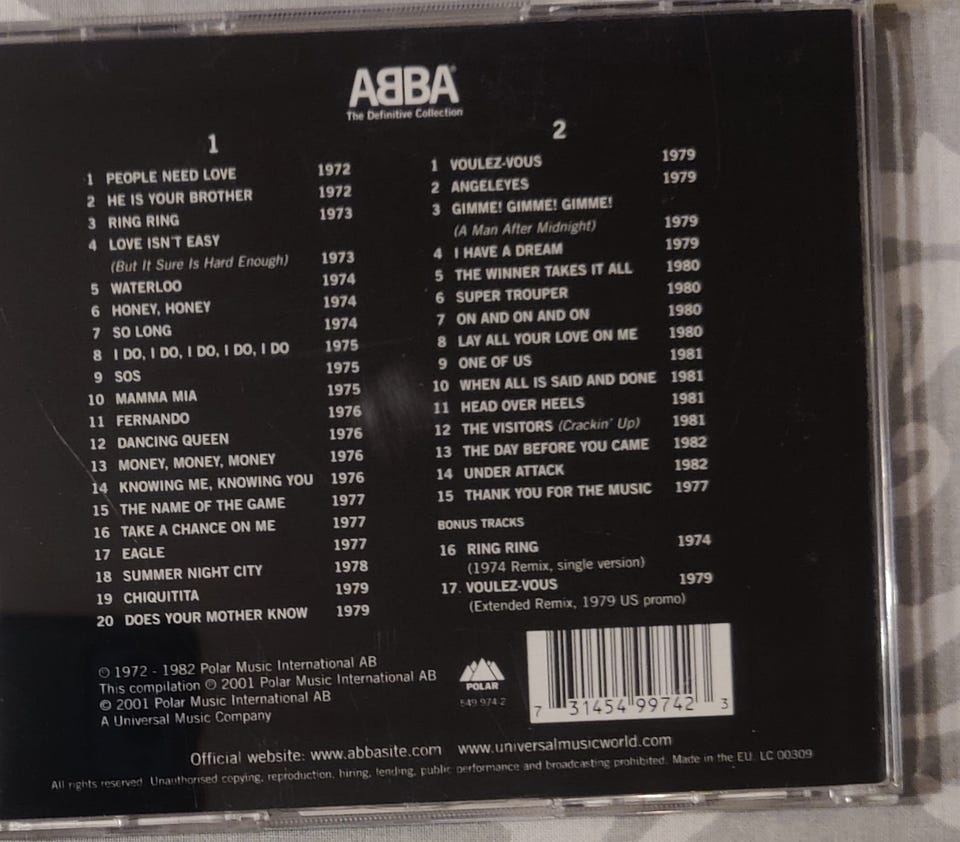 ABBA®
The Definitive Collection
1
1 PEOPLE NEED LOVE 1972
2 HE IS YOUR BROTHER 1972
3 RING RING 1973
4 LOVE ISN'T EASY
(But It Sure Is Hard Enough) 1973
5 WATERLOO 1974
6 HONEY, HONEY 1974
7 SO LONG 1974
8 I DO, I DO, I DO, I DO, I DO 1975
9 SOS 1975
10 MAMMA MIA 1975
11 FERNANDO 1976
12 DANCING QUEEN 1976
13 MONEY, MONEY, MONEY 1976
14 KNOWING ME, KNOWING YOU 1976
15 THE NAME OF THE GAME 1977
16 TAKE A CHANCE ON ME 1977
17 EAGLE 1977
18 SUMMER NIGHT CITY 1978
19 CHIQUITITA 1979
20 DOES YOUR MOTHER KNOW 1979
2
1 VOULEZ-VOUS 1979
2 ANGELEYES 1979
3 GIMME! GIMME! GIMME!
(A Man After Midnight) 1979
4 I HAVE A DREAM 1979
5 THE WINNER TAKES IT ALL 1980
6 SUPER TROUPER 1980
7 ON AND ON AND ON 1980
8 LAY ALL YOUR LOVE ON ME 1980
9 ONE OF US 1981
10 WHEN ALL IS SAID AND DONE 1981
11 HEAD OVER HEELS 1981
12 THE VISITORS (Crackin' Up) 1981
13 THE DAY BEFORE YOU CAME 1982
14 UNDER ATTACK 1982
15 THANK YOU FOR THE MUSIC 1977
BONUS TRACKS
16 RING RING 1974
(1974 Remix, single version)
17. VOULEZ-VOUS 1979
(Extended Remix, 1979 US promo)
℗ 1972 - 1982 Polar Music International AB
This compilation ℗ 2001 Polar Music International AB
© 2001 Polar Music International AB
A Universal Music Company
POLAR
549 974-2
7 31454 99742 3
Official website: www.abbasite.com www.universalmusicworld.com
All rights reserved. Unauthorised copying, reproduction, hiring, lending, public performance and broadcasting prohibited. Made in the EU. LC 00309